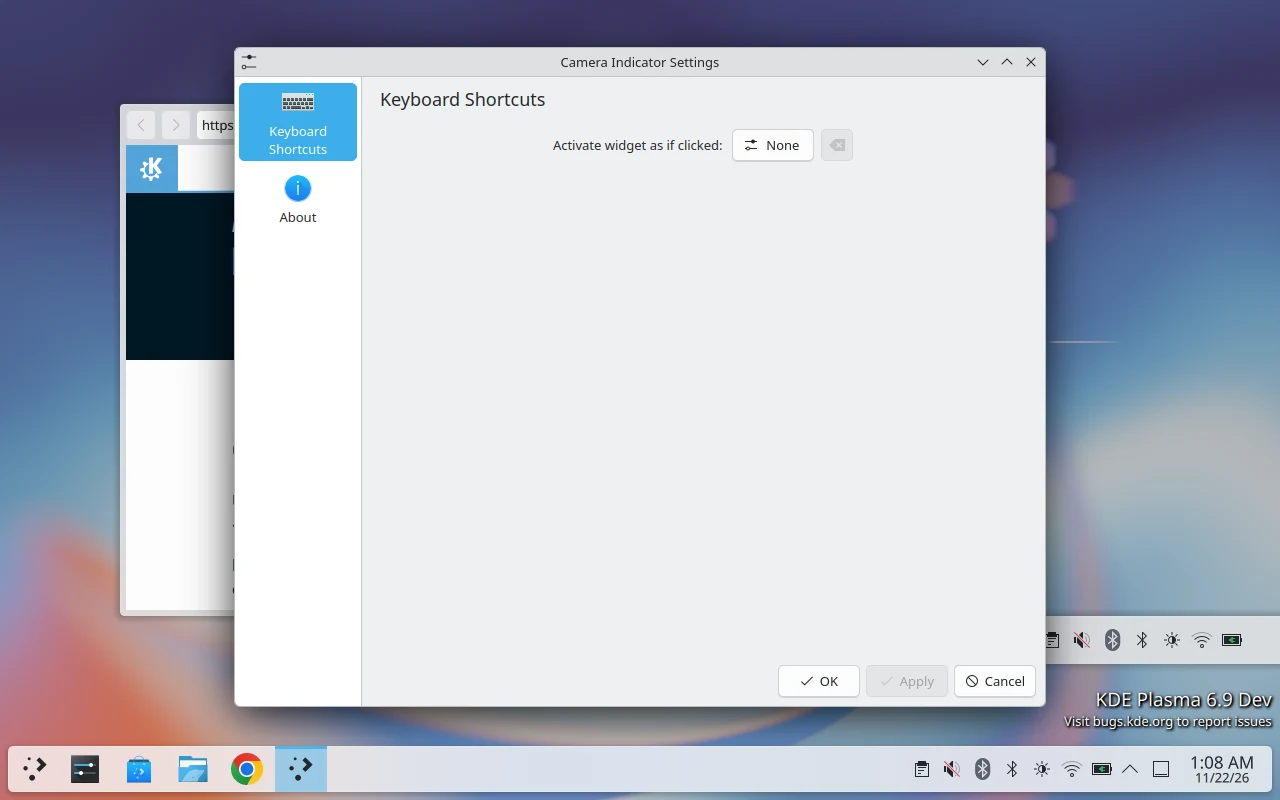 Camera Indicator Settings
Keyboard
Shortcuts
About
Keyboard Shortcuts
Activate widget as if clicked:
None
OK
Apply
Cancel
https
KDE Plasma 6.9 Dev
Visit bugs.kde.org to report issues
1:08 AM
11/22/26